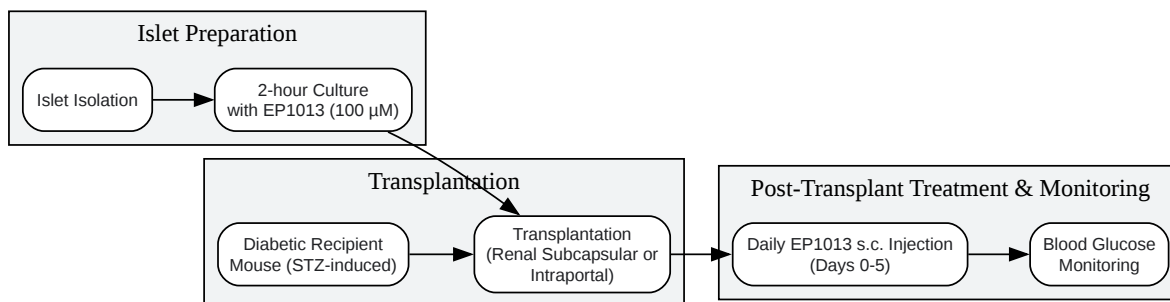 Islet Preparation
Islet Isolation
2-hour Culture
with EP1013 (100 µM)
Transplantation
Diabetic Recipient
Mouse (STZ-induced)
Transplantation
(Renal Subcapsular or
Intraportal)
Post-Transplant Treatment & Monitoring
Daily EP1013 s.c. Injection
(Days 0-5)
Blood Glucose
Monitoring